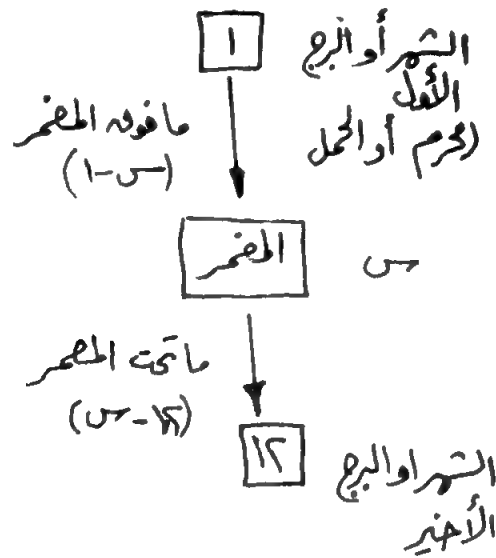 ١
الشهر أو البرج
الأول
المحرم أو الحمل
ما فوق المضمر
(س-١)
المضمر
س
ما تحت المضمر
(١٢-س)
١٢
الشهر او البرج
الأخير